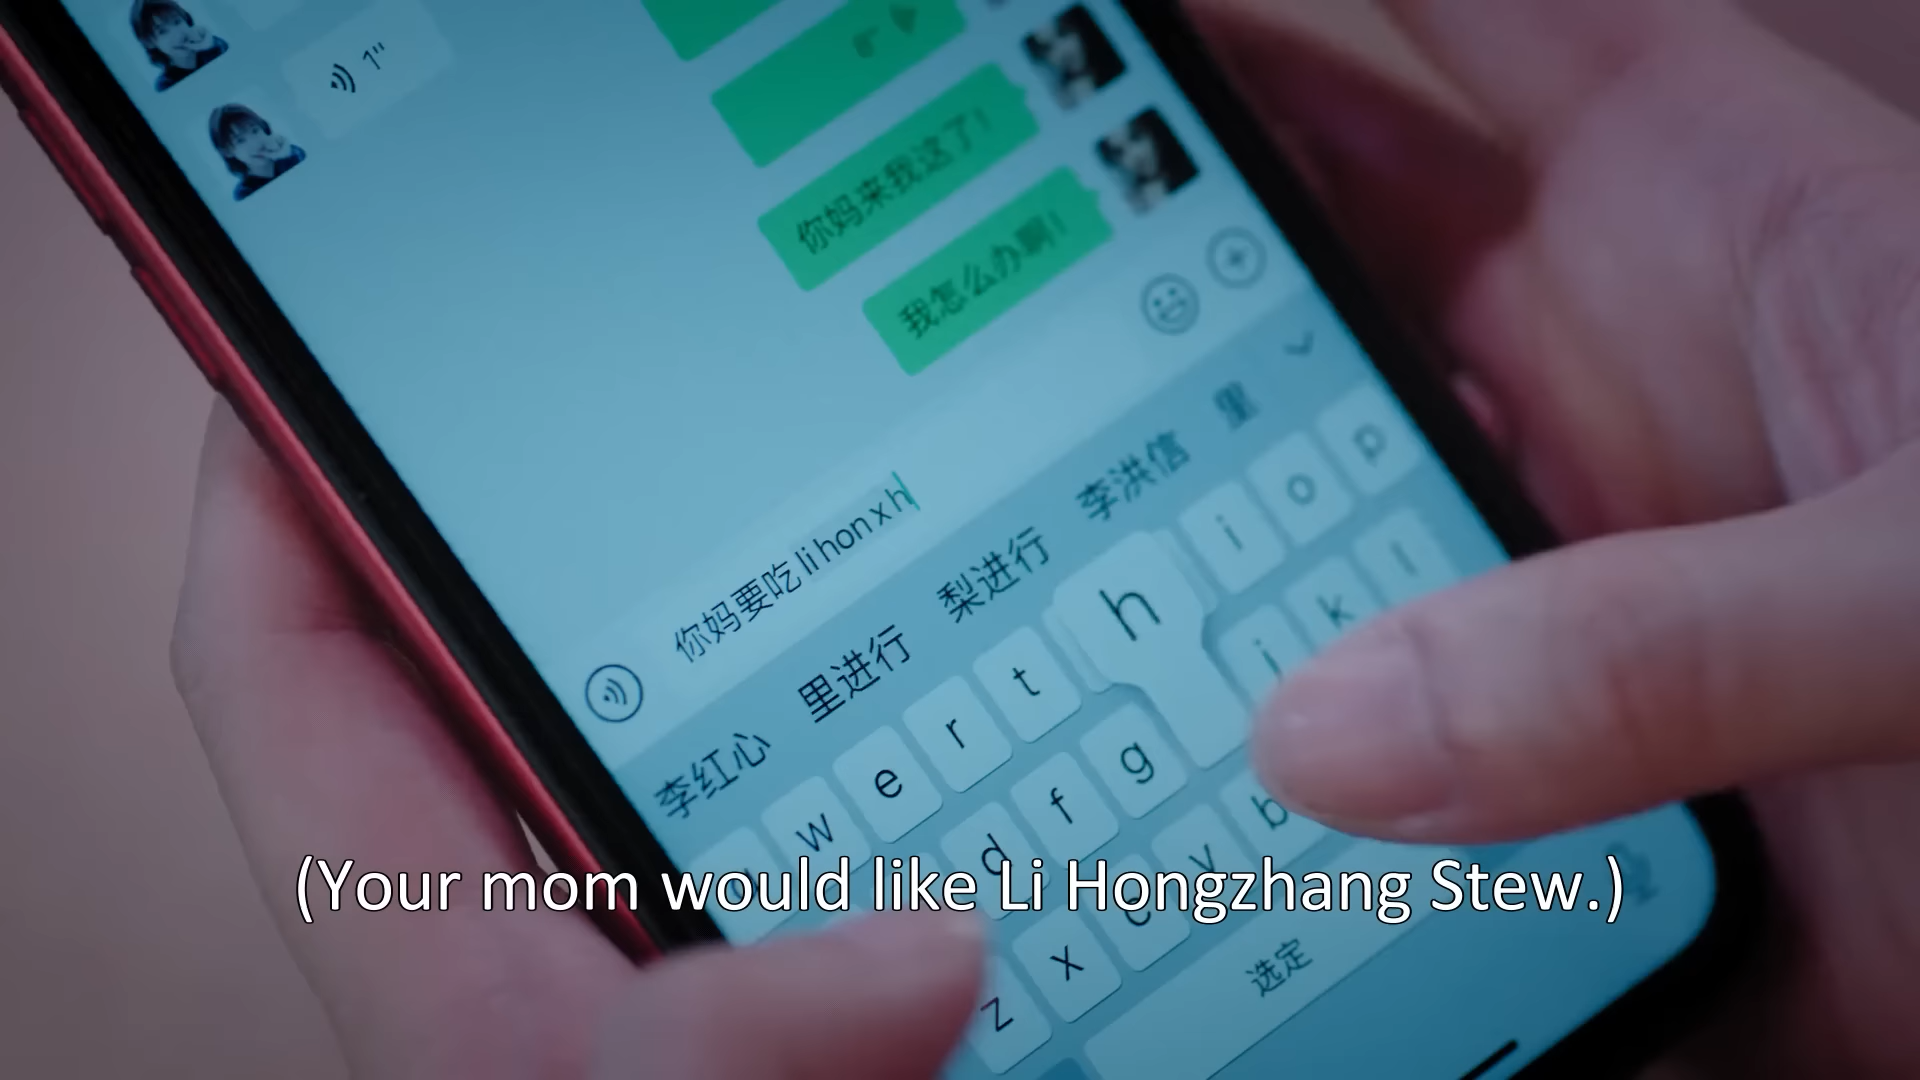 1"
你妈来我这了！
我怎么办啊！
你妈要吃li hon x h
李红心 里进行 梨进行 李洪信 里
w e r t i o p
d f g h j k l
z x c v b
选定
(Your mom would like Li Hongzhang Stew.)